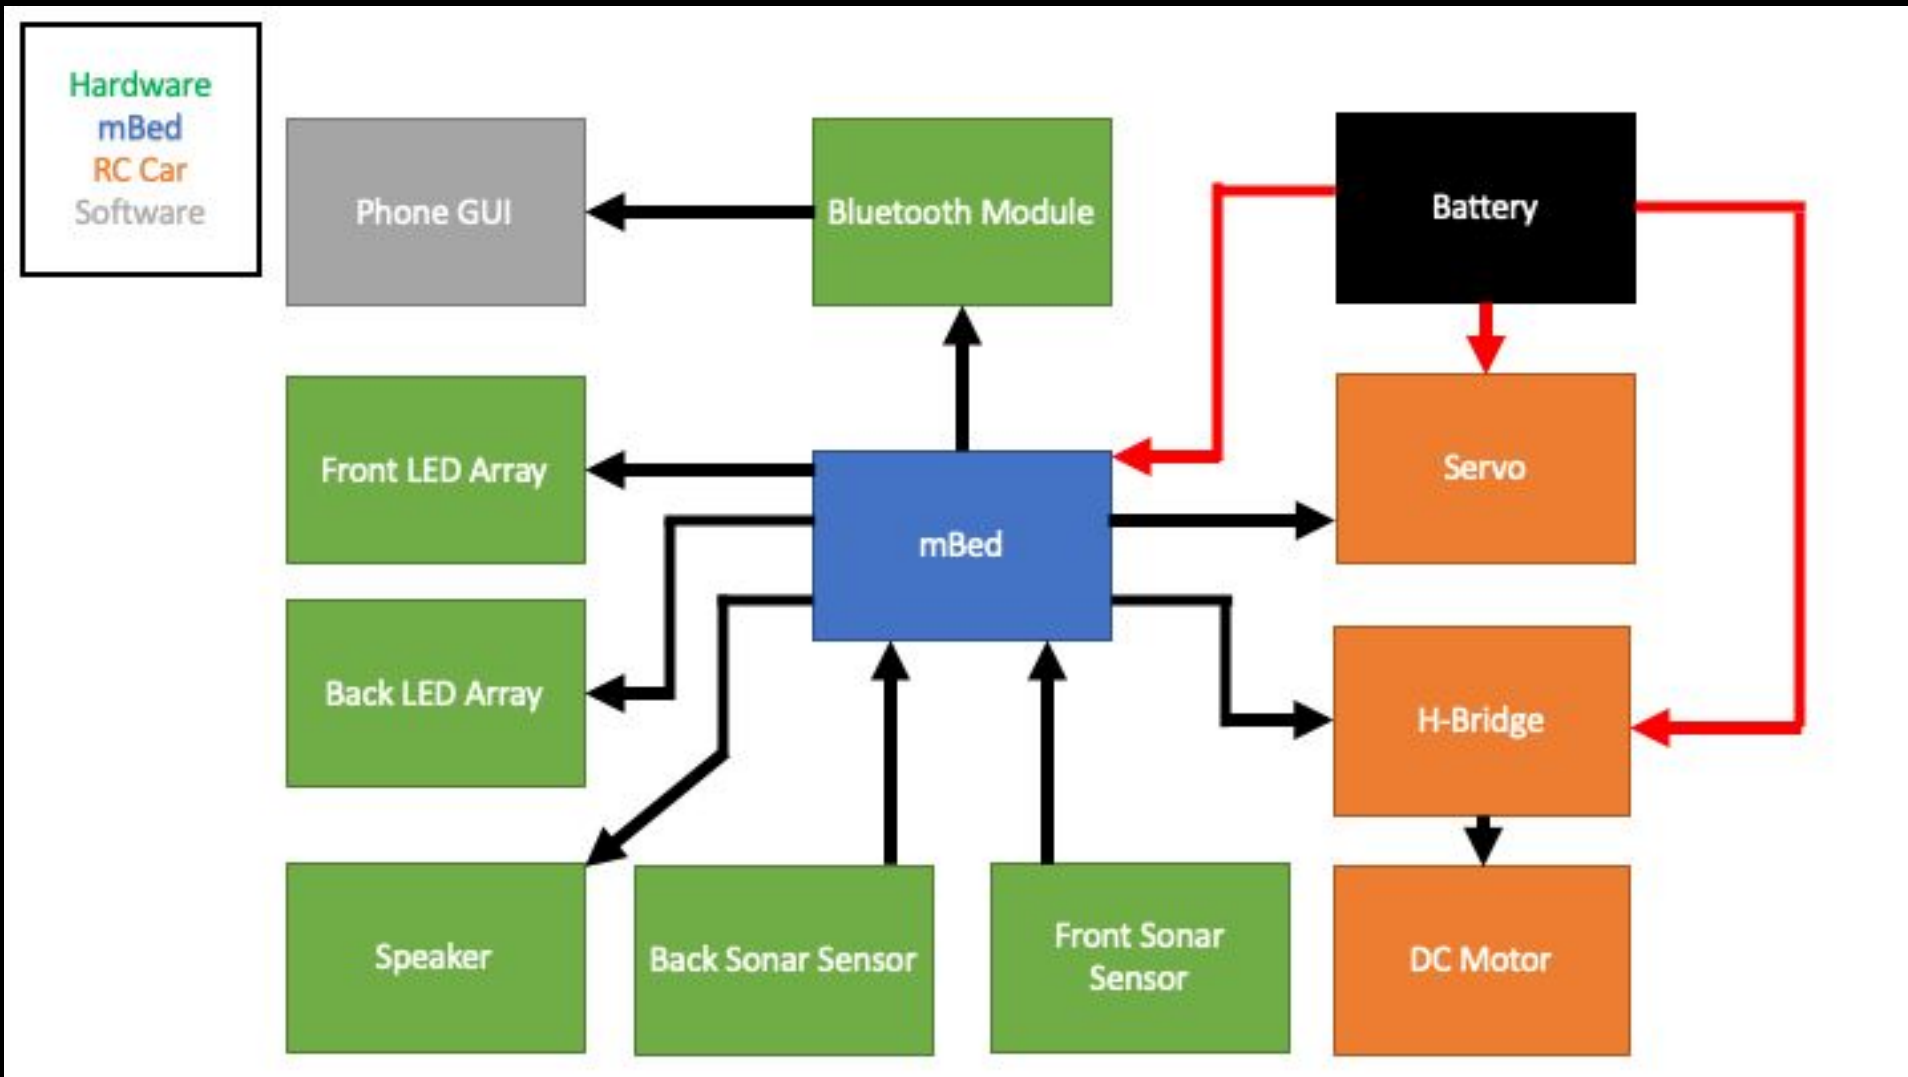 Hardware
mBed
RC Car
Software
Phone GUI
Bluetooth Module
Battery
Front LED Array
mBed
Servo
Back LED Array
H-Bridge
Speaker
Back Sonar Sensor
Front Sonar
Sensor
DC Motor